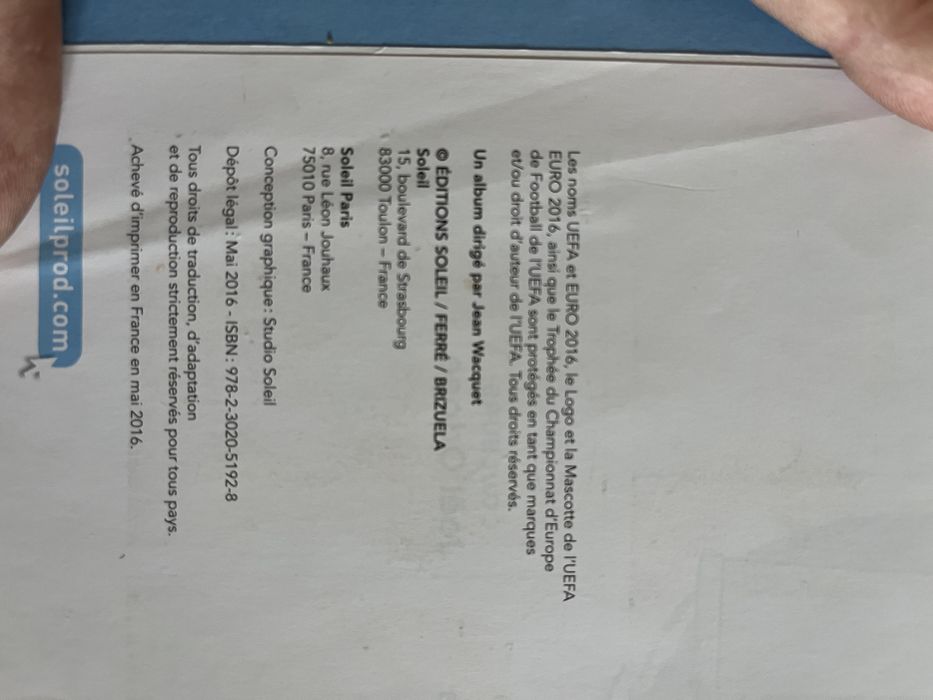 Les noms UEFA et EURO 2016, le Logo et la Mascotte de l'UEFA
EURO 2016, ainsi que le Trophée du Championnat d'Europe
de Football de l'UEFA sont protégés en tant que marques
et/ou droit d'auteur de l'UEFA. Tous droits réservés.
Un album dirigé par Jean Wacquet
© ÉDITIONS SOLEIL / FERRÉ / BRIZUELA
Soleil
15, boulevard de Strasbourg
83000 Toulon – France
Soleil Paris
8, rue Léon Jouhaux
75010 Paris – France
Conception graphique : Studio Soleil
Dépôt légal : Mai 2016 - ISBN : 978-2-3020-5192-8
Tous droits de traduction, d'adaptation
et de reproduction strictement réservés pour tous pays.
Achevé d'imprimer en France en mai 2016.
soleilprod.com